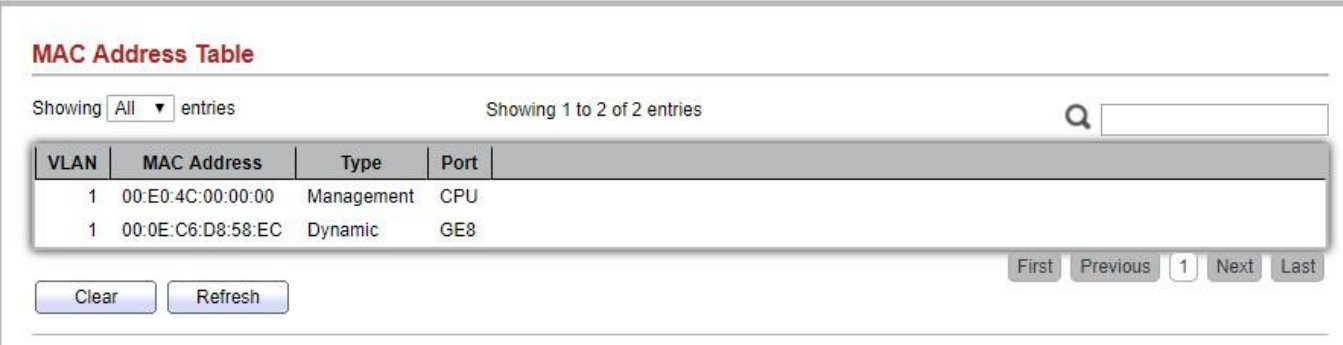 MAC Address Table
Showing All entries Showing 1 to 2 of 2 entries
VLAN MAC Address Type Port
1 00:E0:4C:00:00:00 Management CPU
1 00:0E:C6:D8:58:EC Dynamic GE8
First Previous 1 Next Last
Clear Refresh